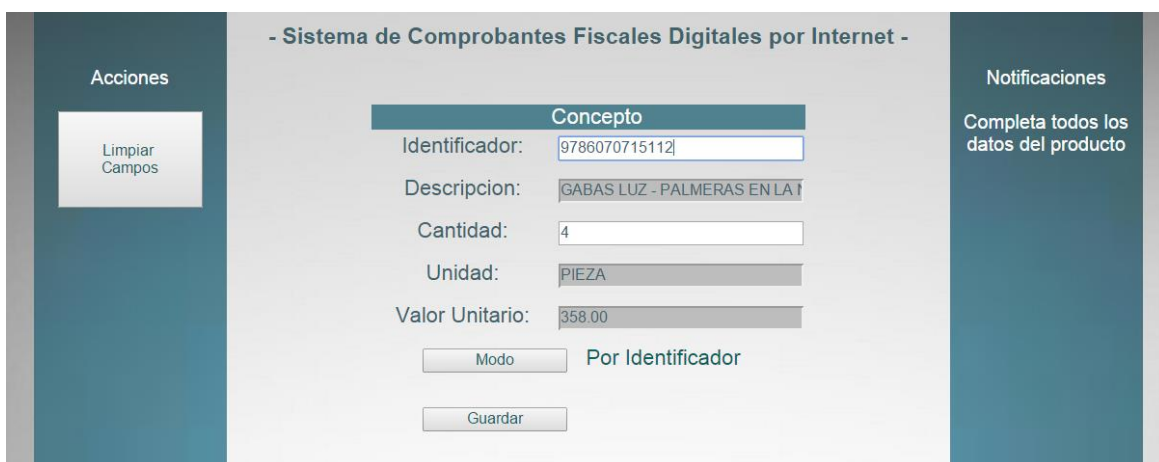 - Sistema de Comprobantes Fiscales Digitales por Internet -
Acciones
Limpiar
Campos
Concepto
Identificador: 9786070715112
Descripcion: GABAS LUZ - PALMERAS EN LA
Cantidad: 4
Unidad: PIEZA
Valor Unitario: 358.00
Modo Por Identificador
Guardar
Notificaciones
Completa todos los
datos del producto